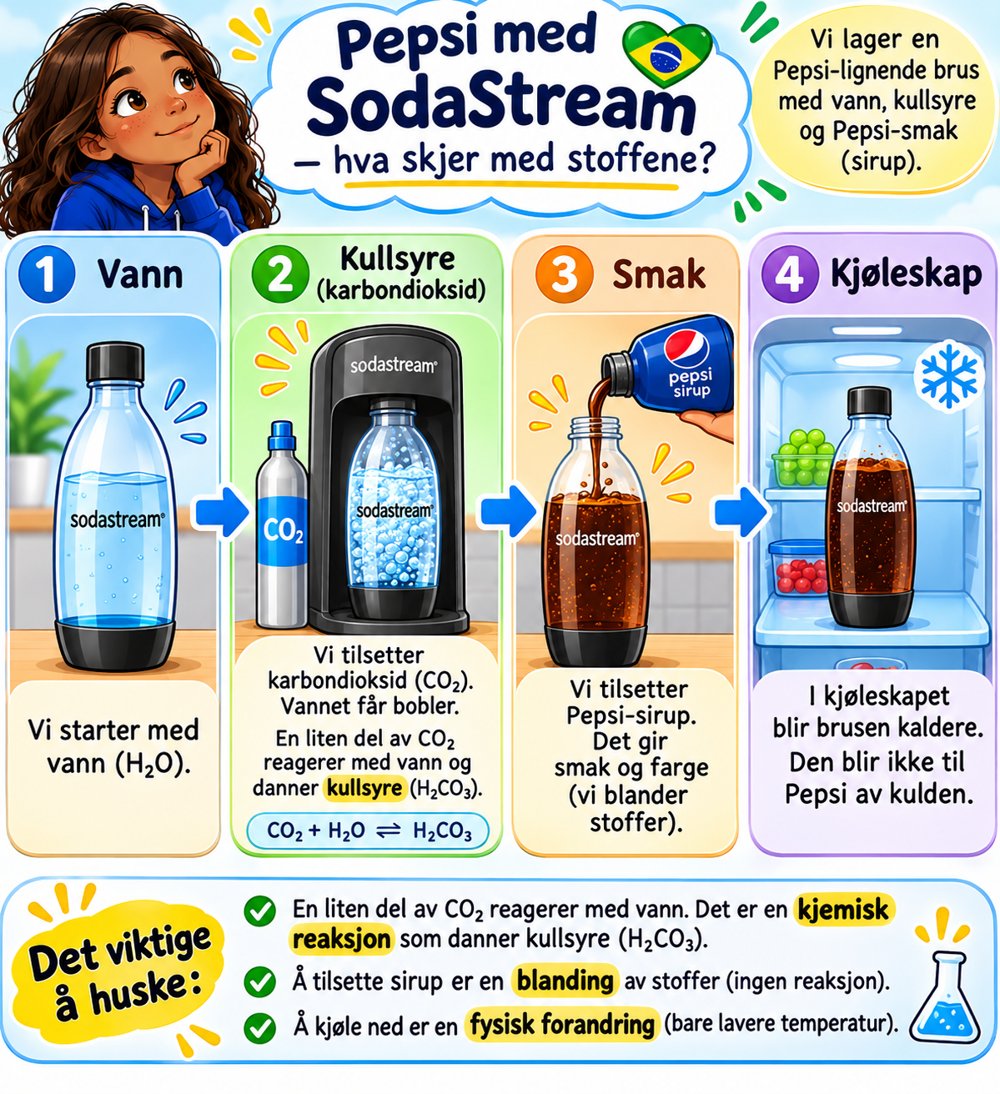 Pepsi med
SodaStream
– hva skjer med stoffene?
Vi lager en
Pepsi-lignende brus
med vann, kullsyre
og Pepsi-smak
(sirup).
1 Vann
sodastream®
Vi starter med
vann (H₂O).
2 Kullsyre
(karbondioksid)
sodastream®
CO₂
sodastream®
Vi tilsetter
karbondioksid (CO₂).
Vannet får bobler.
En liten del av CO₂
reagerer med vann og
danner kullsyre (H₂CO₃).
CO₂ + H₂O ⇌ H₂CO₃
3 Smak
pepsi
sirup
sodastream®
Vi tilsetter
Pepsi-sirup.
Det gir
smak og farge
(vi blander
stoffer).
4 Kjøleskap
sodastream®
I kjøleskapet
blir brusen kaldere.
Den blir ikke til
Pepsi av kulden.
Det viktige
å huske:
En liten del av CO₂ reagerer med vann. Det er en kjemisk
reaksjon som danner kullsyre (H₂CO₃).
Å tilsette sirup er en blanding av stoffer (ingen reaksjon).
Å kjøle ned er en fysisk forandring (bare lavere temperatur).